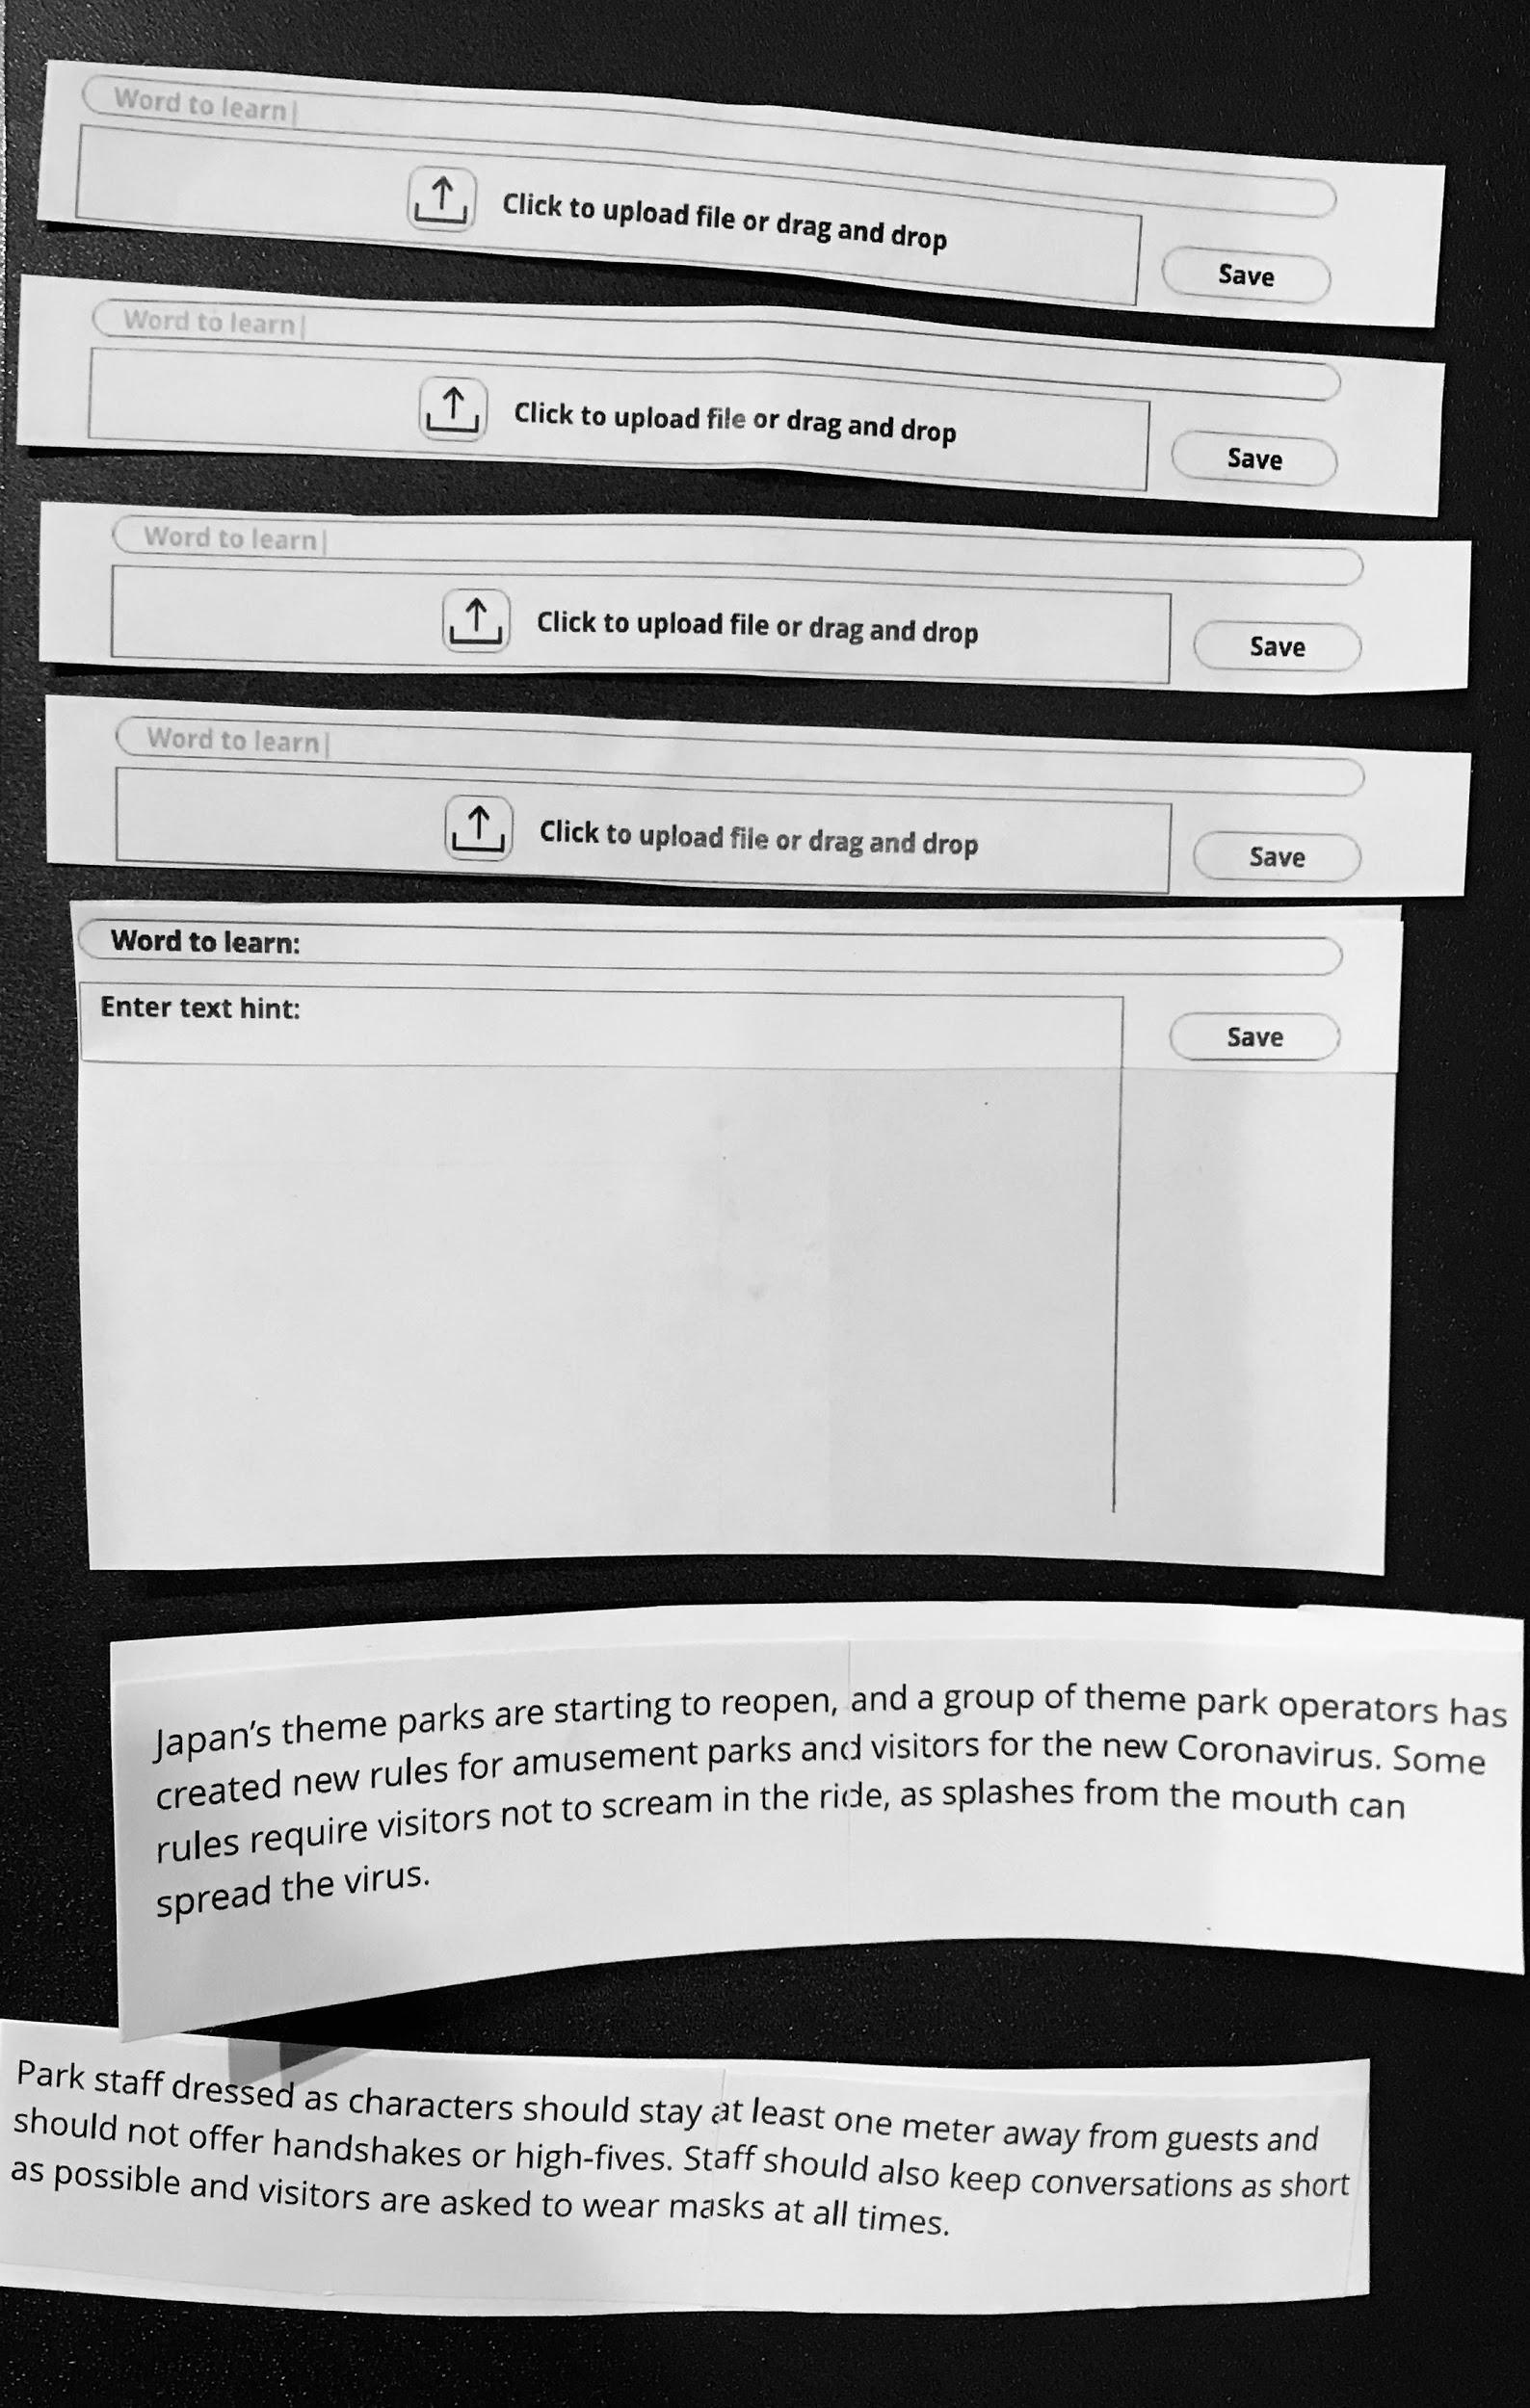 Word to learn|
Click to upload file or drag and drop
Save
Word to learn|
Click to upload file or drag and drop
Save
Word to learn|
Click to upload file or drag and drop
Save
Word to learn|
Click to upload file or drag and drop
Save
Word to learn:
Enter text hint:
Save
Japan's theme parks are starting to reopen, and a group of theme park operators has
created new rules for amusement parks and visitors for the new Coronavirus. Some
rules require visitors not to scream in the ride, as splashes from the mouth can
spread the virus.
Park staff dressed as characters should stay at least one meter away from guests and
should not offer handshakes or high-fives. Staff should also keep conversations as short
as possible and visitors are asked to wear masks at all times.